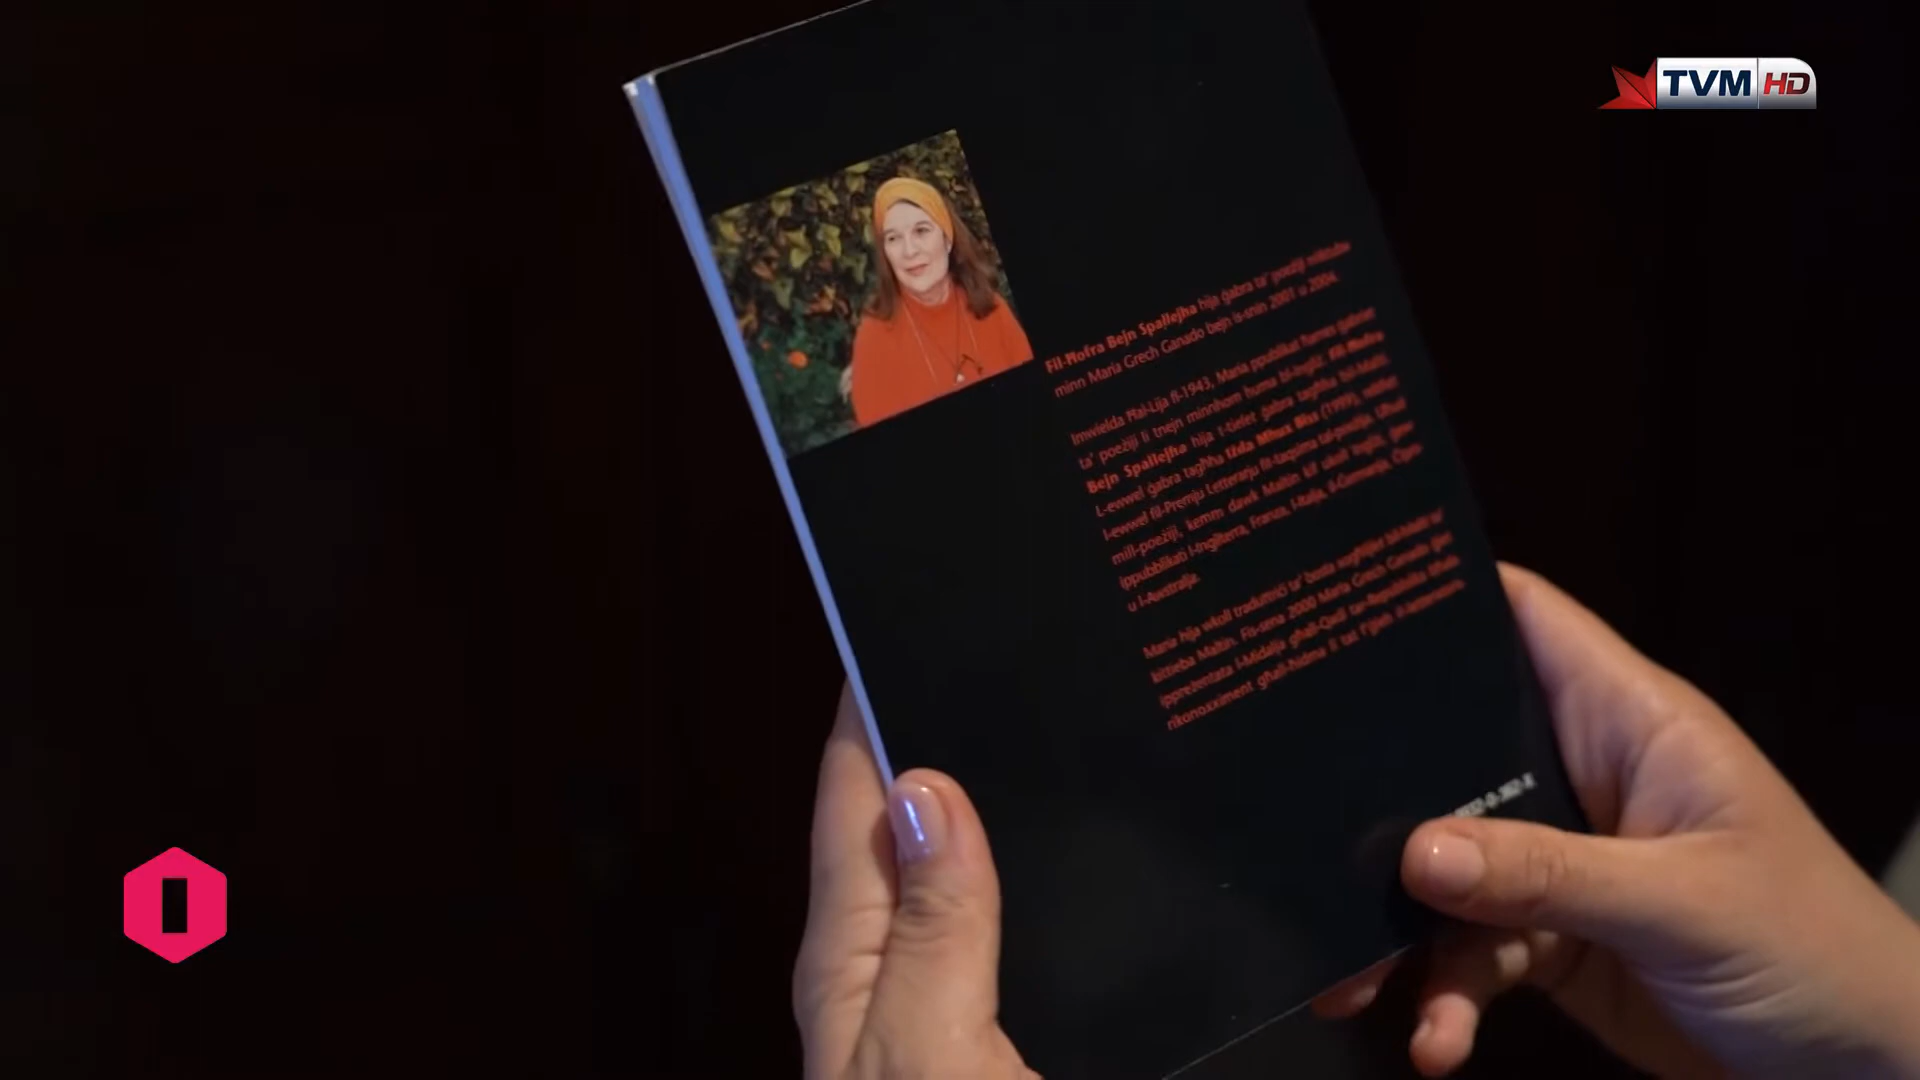 TVM HD
Fil-Ħofra Bejn Spallejha hija ġabra ta' poeżiji miktuba
minn Maria Grech Ganado bejn is-snin 2001 u 2004.
Imwielda Ħal-Lija fl-1943, Maria ppublikat ħames ġabriet
ta' poeżiji li tnejn minnhom huma bl-Ingliż. Fil-Ħofra
Bejn Spallejha hija t-tielet ġabra tagħha bil-Malti.
L-ewwel ġabra tagħha Iżda Mhux Biss (1999), rebħet
l-ewwel fil-Premju Letterarju fit-taqsima tal-poeżija. Uħud
mill-poeżiji, kemm dawk Maltin kif ukoll Ingliżi, ġew
ippubblikati l-Ingilterra, Franza, l-Italja, il-Ġermanja, Ċipru
u l-Awstralja.
Maria hija wkoll traduttriċi ta' bosta xogħlijiet bil-Malti ta'
kittieba Maltin. Fis-sena 2000 Maria Grech Ganado ġiet
ippreżentata l-Midalja għall-Qadi tar-Repubblika bħala
rikonoxximent għall-ħidma li tat f'ġieħ il-letteratura.